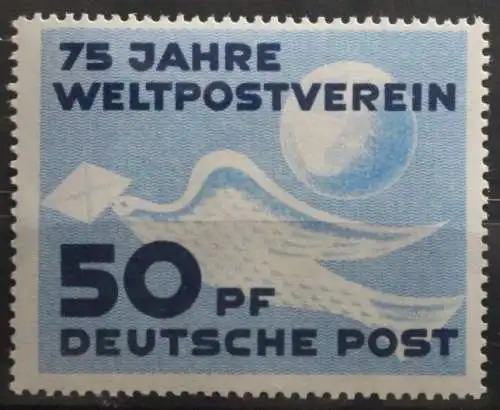 75 JAHRE
WELTPOSTVEREIN
50 PF
DEUTSCHE POST